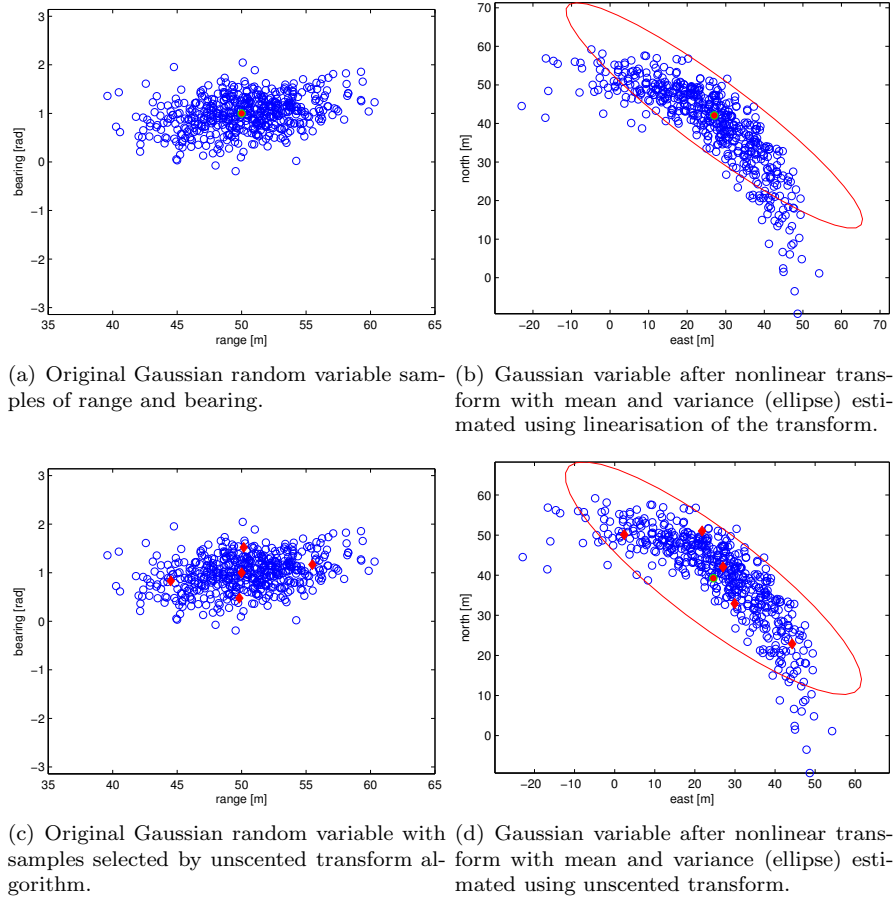 bearing [rad]
3
2
1
0
−1
−2
−3
35 40 45 50 55 60 65
range [m]
north [m]
70
60
50
40
30
20
10
0
−20 −10 0 10 20 30 40 50 60 70
east [m]
(a) Original Gaussian random variable sam-
ples of range and bearing.
(b) Gaussian variable after nonlinear trans-
form with mean and variance (ellipse) esti-
mated using linearisation of the transform.
bearing [rad]
3
2
1
0
−1
−2
−3
35 40 45 50 55 60 65
range [m]
north [m]
60
50
40
30
20
10
0
−20 −10 0 10 20 30 40 50 60
east [m]
(c) Original Gaussian random variable with
samples selected by unscented transform al-
gorithm.
(d) Gaussian variable after nonlinear trans-
form with mean and variance (ellipse) esti-
mated using unscented transform.